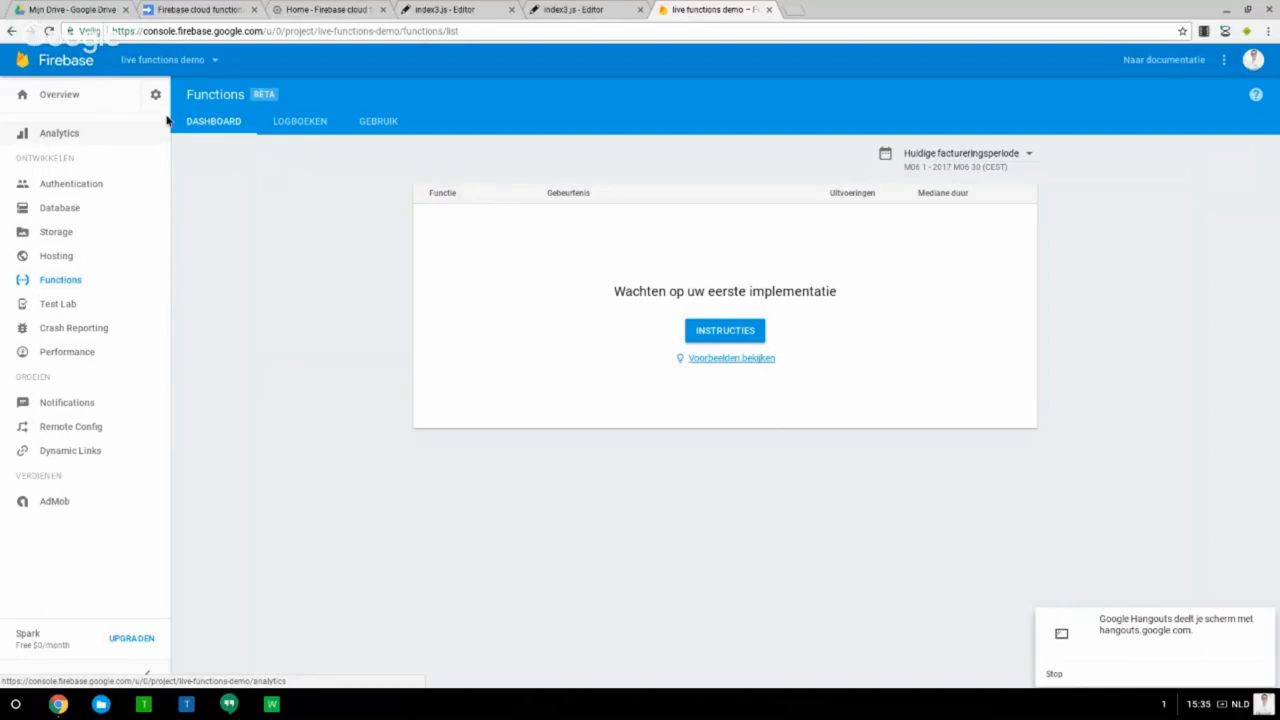 Mijn Drive - Google Drive
Firebase cloud function
Home - Firebase cloud f
index3.js - Editor
index3.js - Editor
live functions demo – F
Google
Veilig
https://console.firebase.google.com/u/0/project/live-functions-demo/functions/list
Firebase
live functions demo
Naar documentatie
Overview
Functions
BÈTA
DASHBOARD
LOGBOEKEN
GEBRUIK
Analytics
ONTWIKKELEN
Authentication
Database
Storage
Hosting
Functions
Test Lab
Crash Reporting
Performance
GROEIEN
Notifications
Remote Config
Dynamic Links
VERDIENEN
AdMob
Huidige factureringsperiode
M06 1 - 2017 M06 30 (CEST)
Functie
Gebeurtenis
Uitvoeringen
Mediane duur
Wachten op uw eerste implementatie
INSTRUCTIES
Voorbeelden bekijken
Spark
Free $0/month
UPGRADEN
Google Hangouts deelt je scherm met
hangouts.google.com.
Stop
https://console.firebase.google.com/u/0/project/live-functions-demo/analytics
T
T
W
1
15:35
NLD